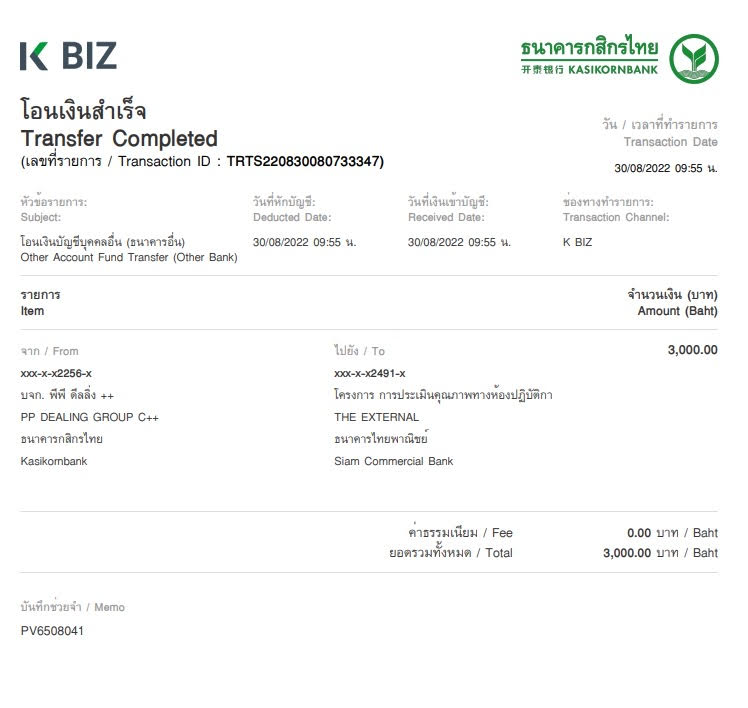 K BIZ
ธนาคารกสิกรไทย
开泰银行 KASIKORNBANK
โอนเงินสำเร็จ
Transfer Completed
(เลขที่รายการ / Transaction ID : TRTS220830080733347)
วัน / เวลาที่ทำรายการ
Transaction Date
30/08/2022 09:55 น.
หัวข้อรายการ: วันที่หักบัญชี: วันที่เงินเข้าบัญชี: ช่องทางทำรายการ:
Subject: Deducted Date: Received Date: Transaction Channel:
โอนเงินบัญชีบุคคลอื่น (ธนาคารอื่น) 30/08/2022 09:55 น. 30/08/2022 09:55 น. K BIZ
Other Account Fund Transfer (Other Bank)
รายการ จำนวนเงิน (บาท)
Item Amount (Baht)
จาก / From ไปยัง / To 3,000.00
xxx-x-x2256-x xxx-x-x2491-x
บจก. พีพี ดีลลิ่ง ++ โครงการ การประเมินคุณภาพทางห้องปฏิบัติกา
PP DEALING GROUP C++ THE EXTERNAL
ธนาคารกสิกรไทย ธนาคารไทยพาณิชย์
Kasikornbank Siam Commercial Bank
ค่าธรรมเนียม / Fee 0.00 บาท / Baht
ยอดรวมทั้งหมด / Total 3,000.00 บาท / Baht
บันทึกช่วยจำ / Memo
PV6508041